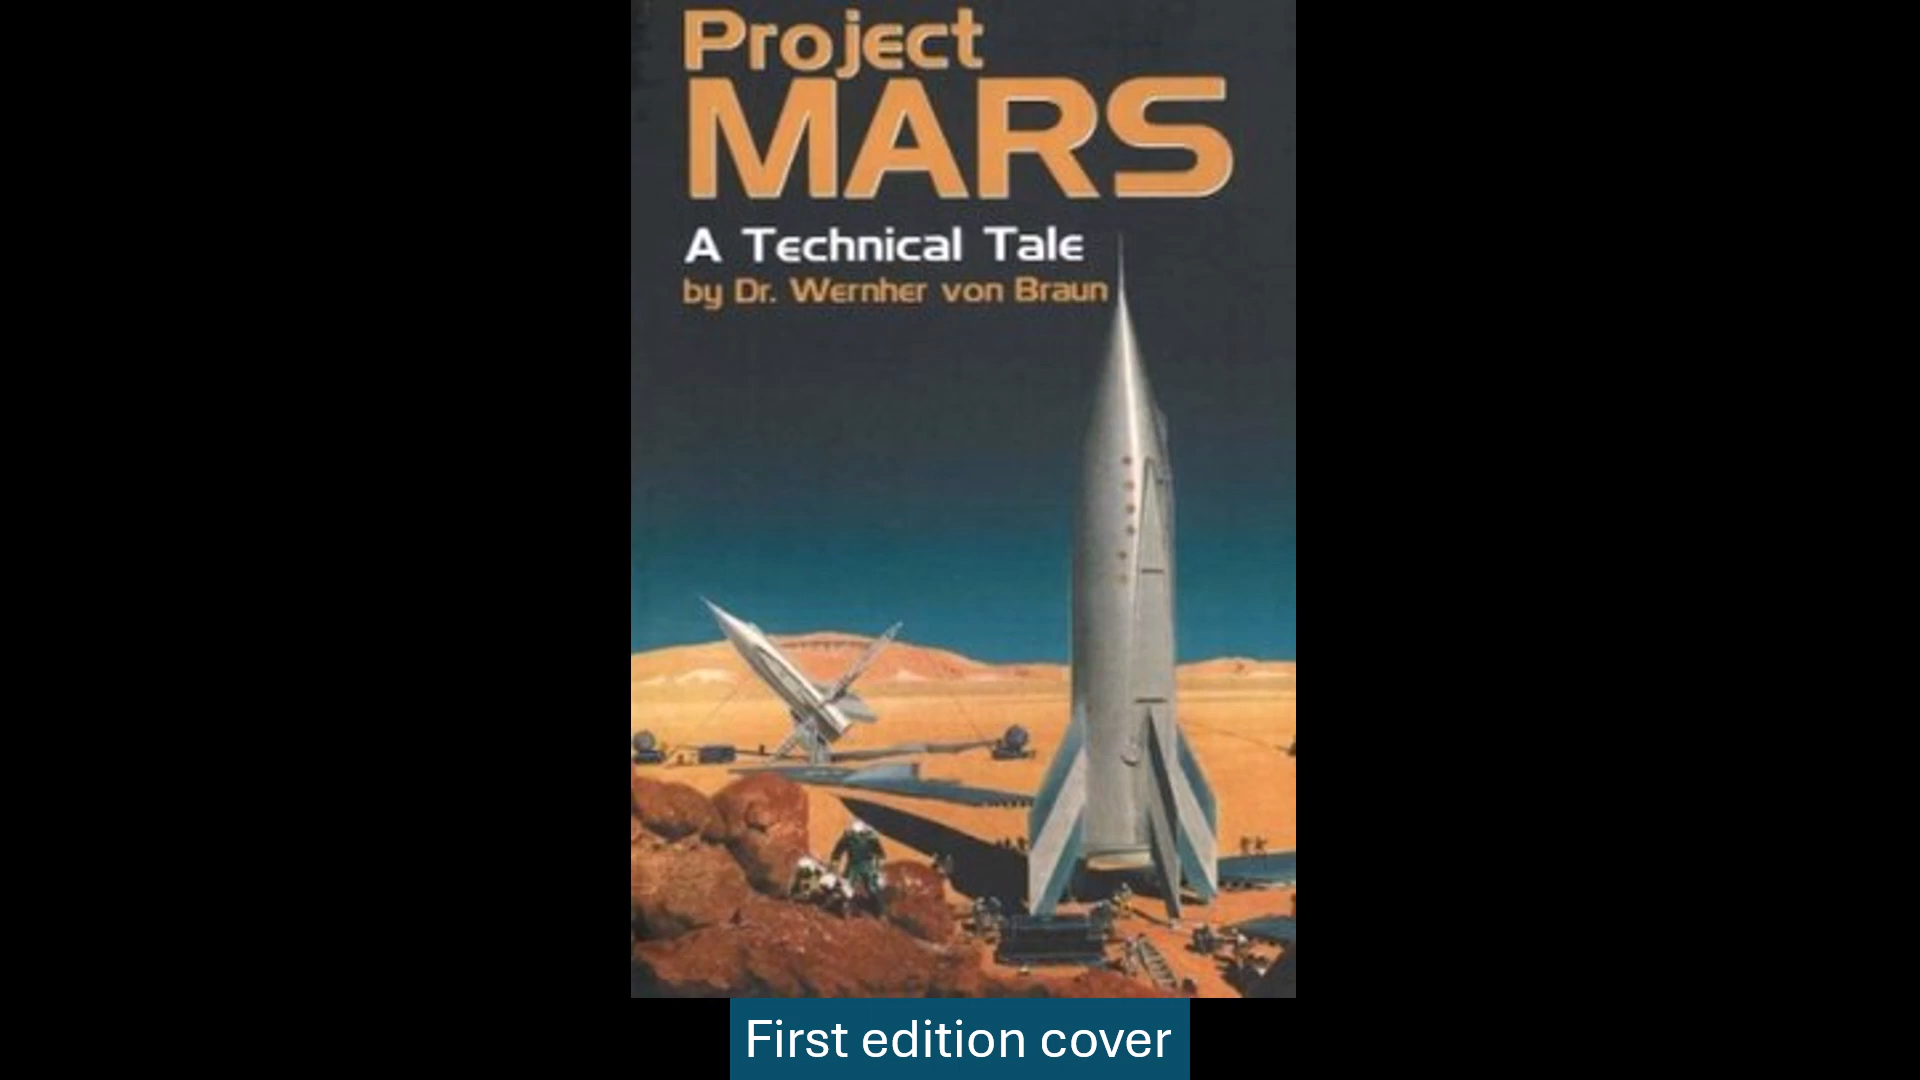 Project
MARS
A Technical Tale
by Dr. Wernher von Braun
First edition cover